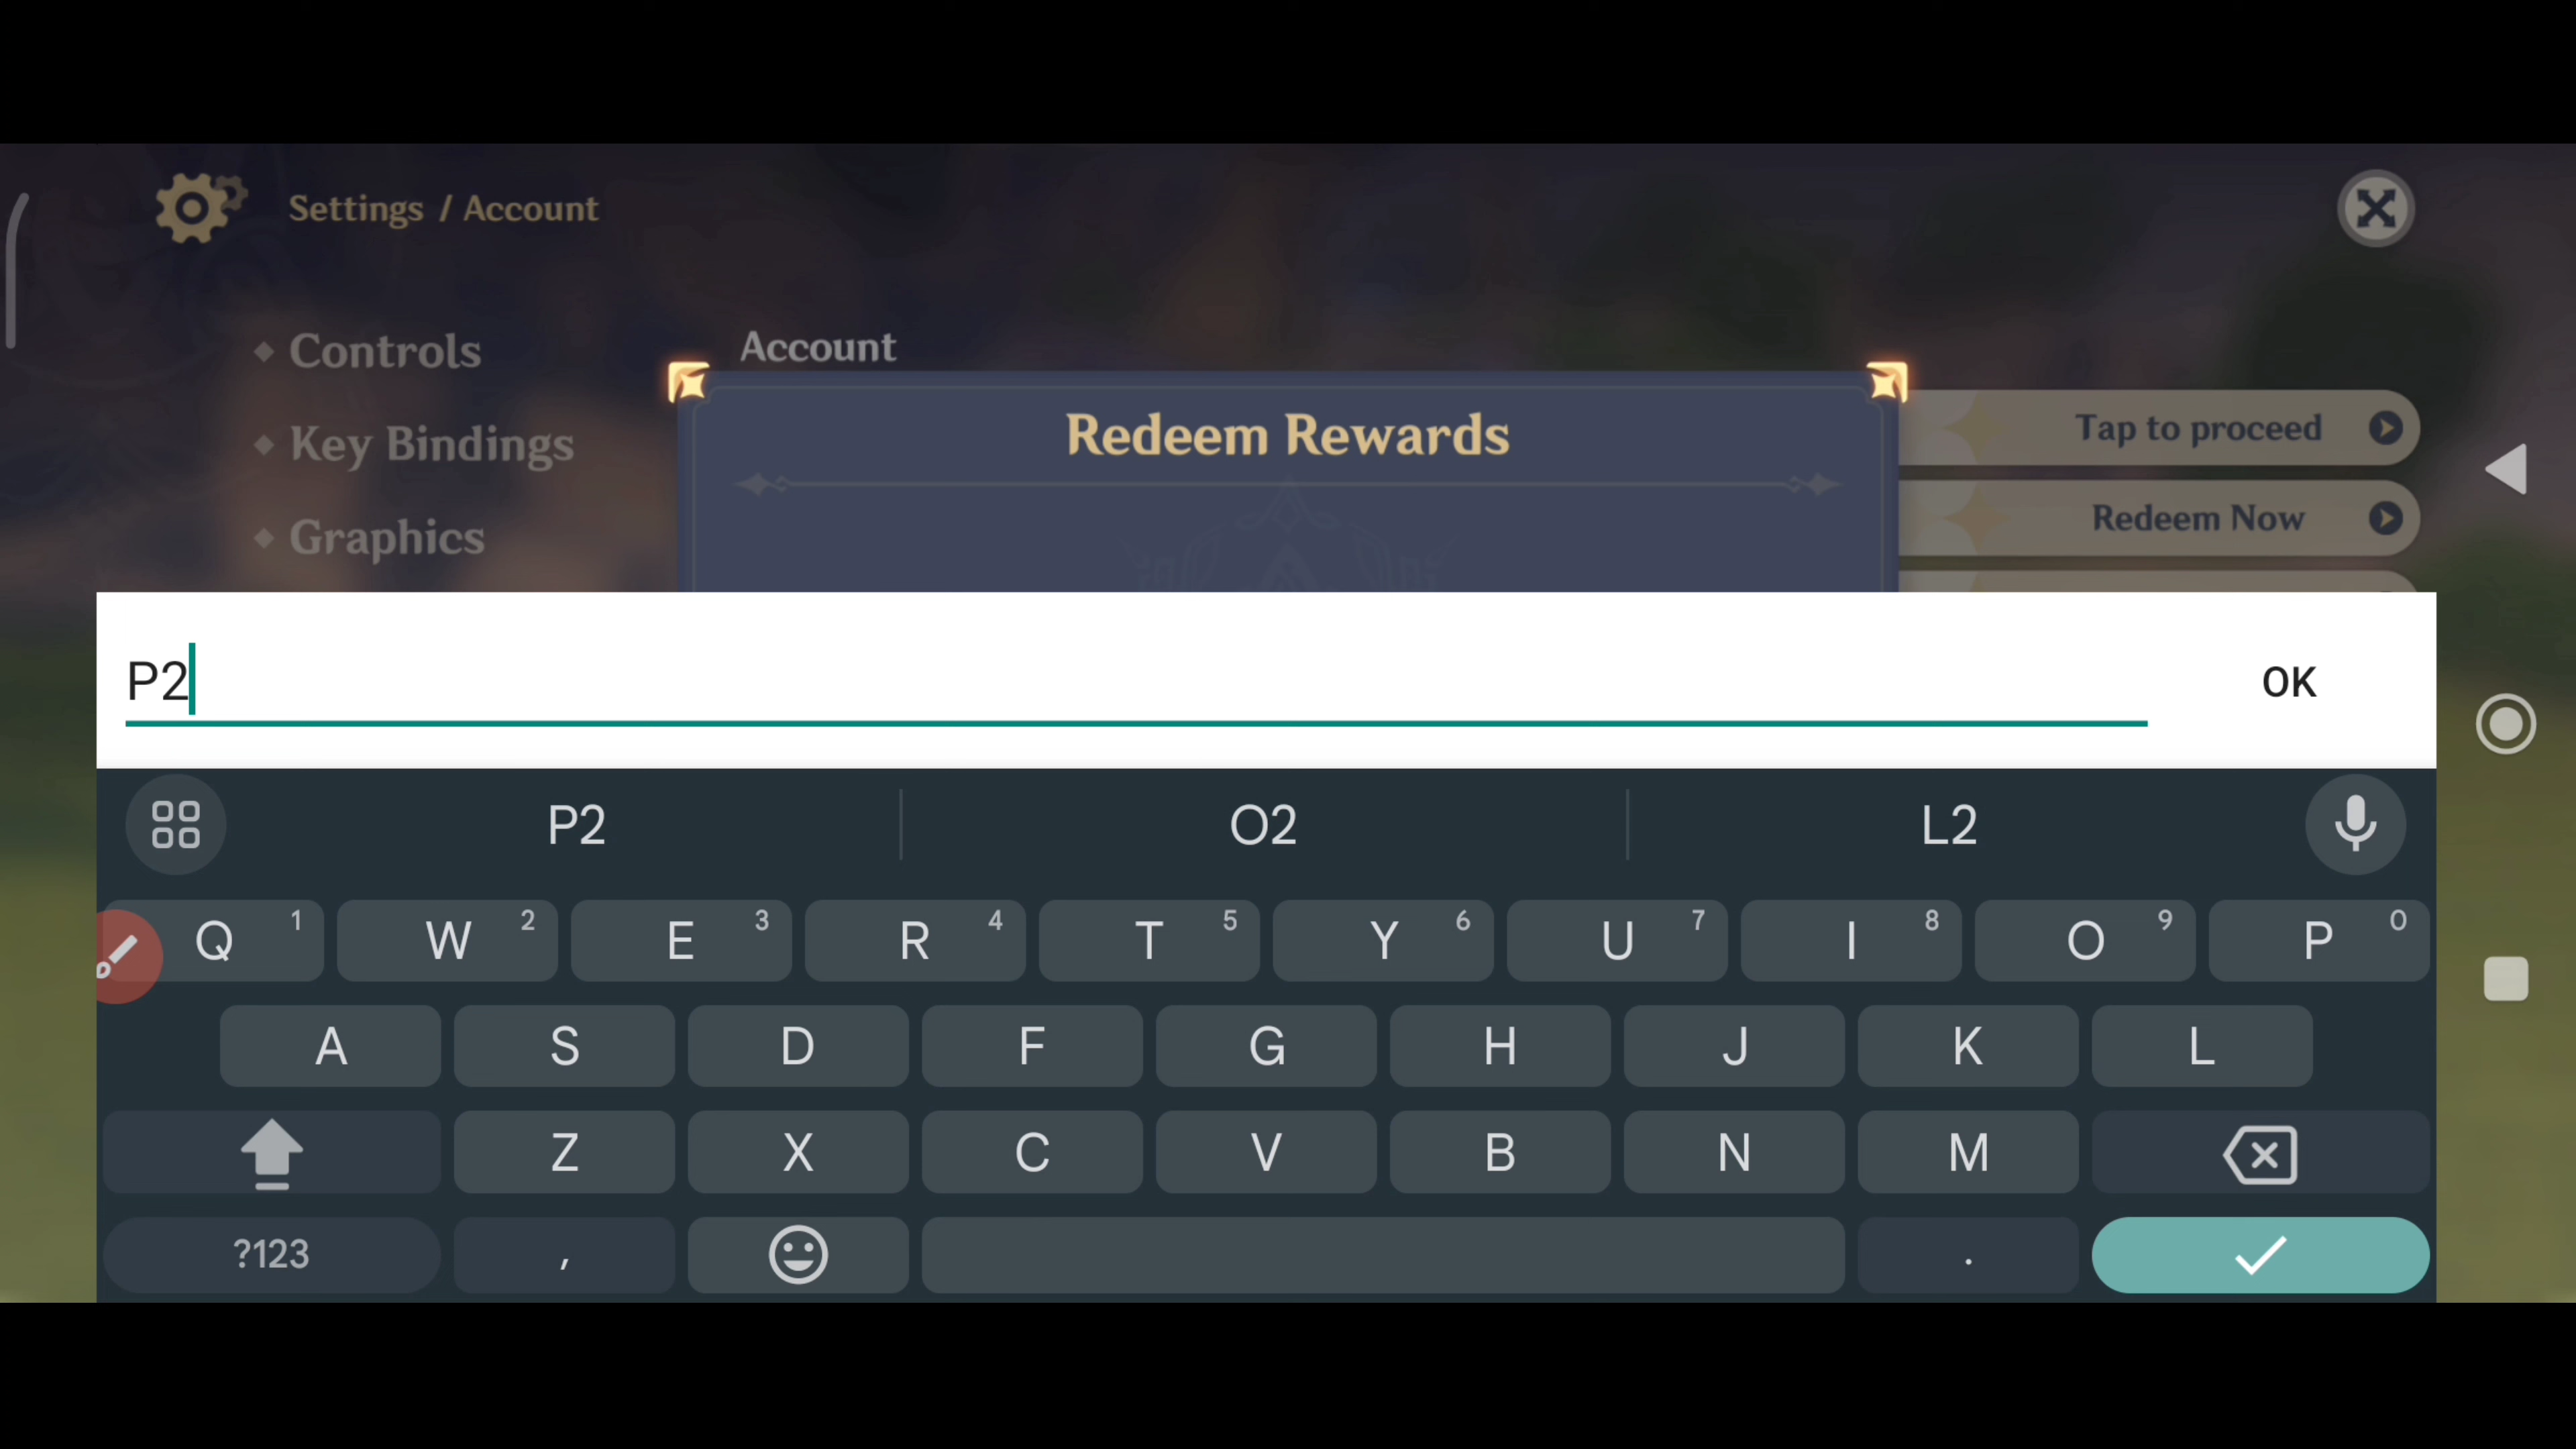 Settings / Account
Controls
Key Bindings
Graphics
Account
Redeem Rewards
Tap to proceed
Redeem Now
P2
OK
P2 O2 L2
Q 1 W 2 E 3 R 4 T 5 Y 6 U 7 I 8 O 9 P 0
A S D F G H J K L
Z X C V B N M
?123 , .